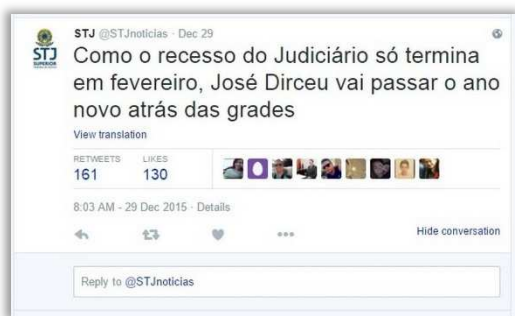 STJ
SUPERIOR
STJ @STJnoticias · Dec 29
Como o recesso do Judiciário só termina
em fevereiro, José Dirceu vai passar o ano
novo atrás das grades
View translation
RETWEETS LIKES
161 130
8:03 AM - 29 Dec 2015 · Details
Hide conversation
Reply to @STJnoticias